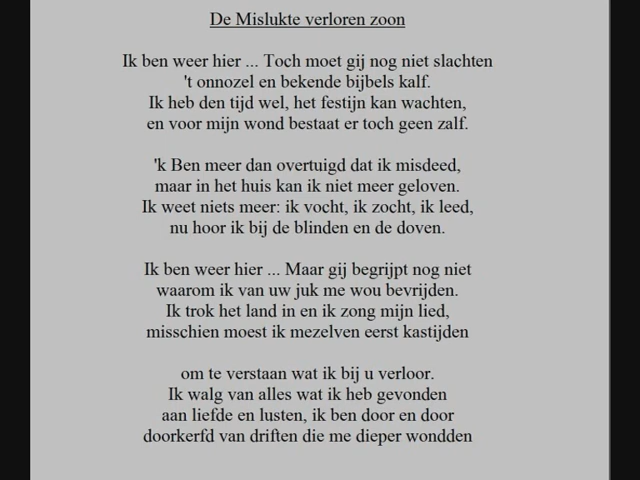 De Mislukte verloren zoon
Ik ben weer hier ... Toch moet gij nog niet slachten
't onnozel en bekende bijbels kalf.
Ik heb den tijd wel, het festijn kan wachten,
en voor mijn wond bestaat er toch geen zalf.
'k Ben meer dan overtuigd dat ik misdeed,
maar in het huis kan ik niet meer geloven.
Ik weet niets meer: ik vocht, ik zocht, ik leed,
nu hoor ik bij de blinden en de doven.
Ik ben weer hier ... Maar gij begrijpt nog niet
waarom ik van uw juk me wou bevrijden.
Ik trok het land in en ik zong mijn lied,
misschien moest ik mezelven eerst kastijden
om te verstaan wat ik bij u verloor.
Ik walg van alles wat ik heb gevonden
aan liefde en lusten, ik ben door en door
doorkerfd van driften die me dieper wondden